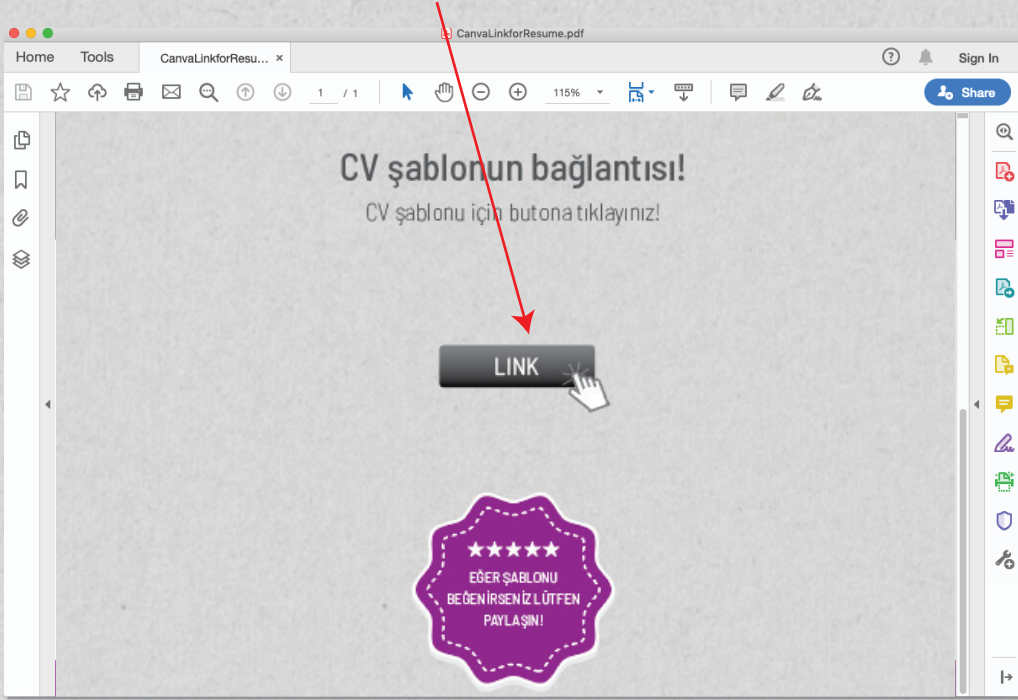 CanvaLinkforResume.pdf
Home Tools CanvaLinkforResu... × Sign In
1 / 1 115% Share
CV şablonun bağlantısı!
CV şablonu için butona tıklayınız!
LINK
EĞER ŞABLONU
BEĞENİRSENİZ LÜTFEN
PAYLAŞIN!